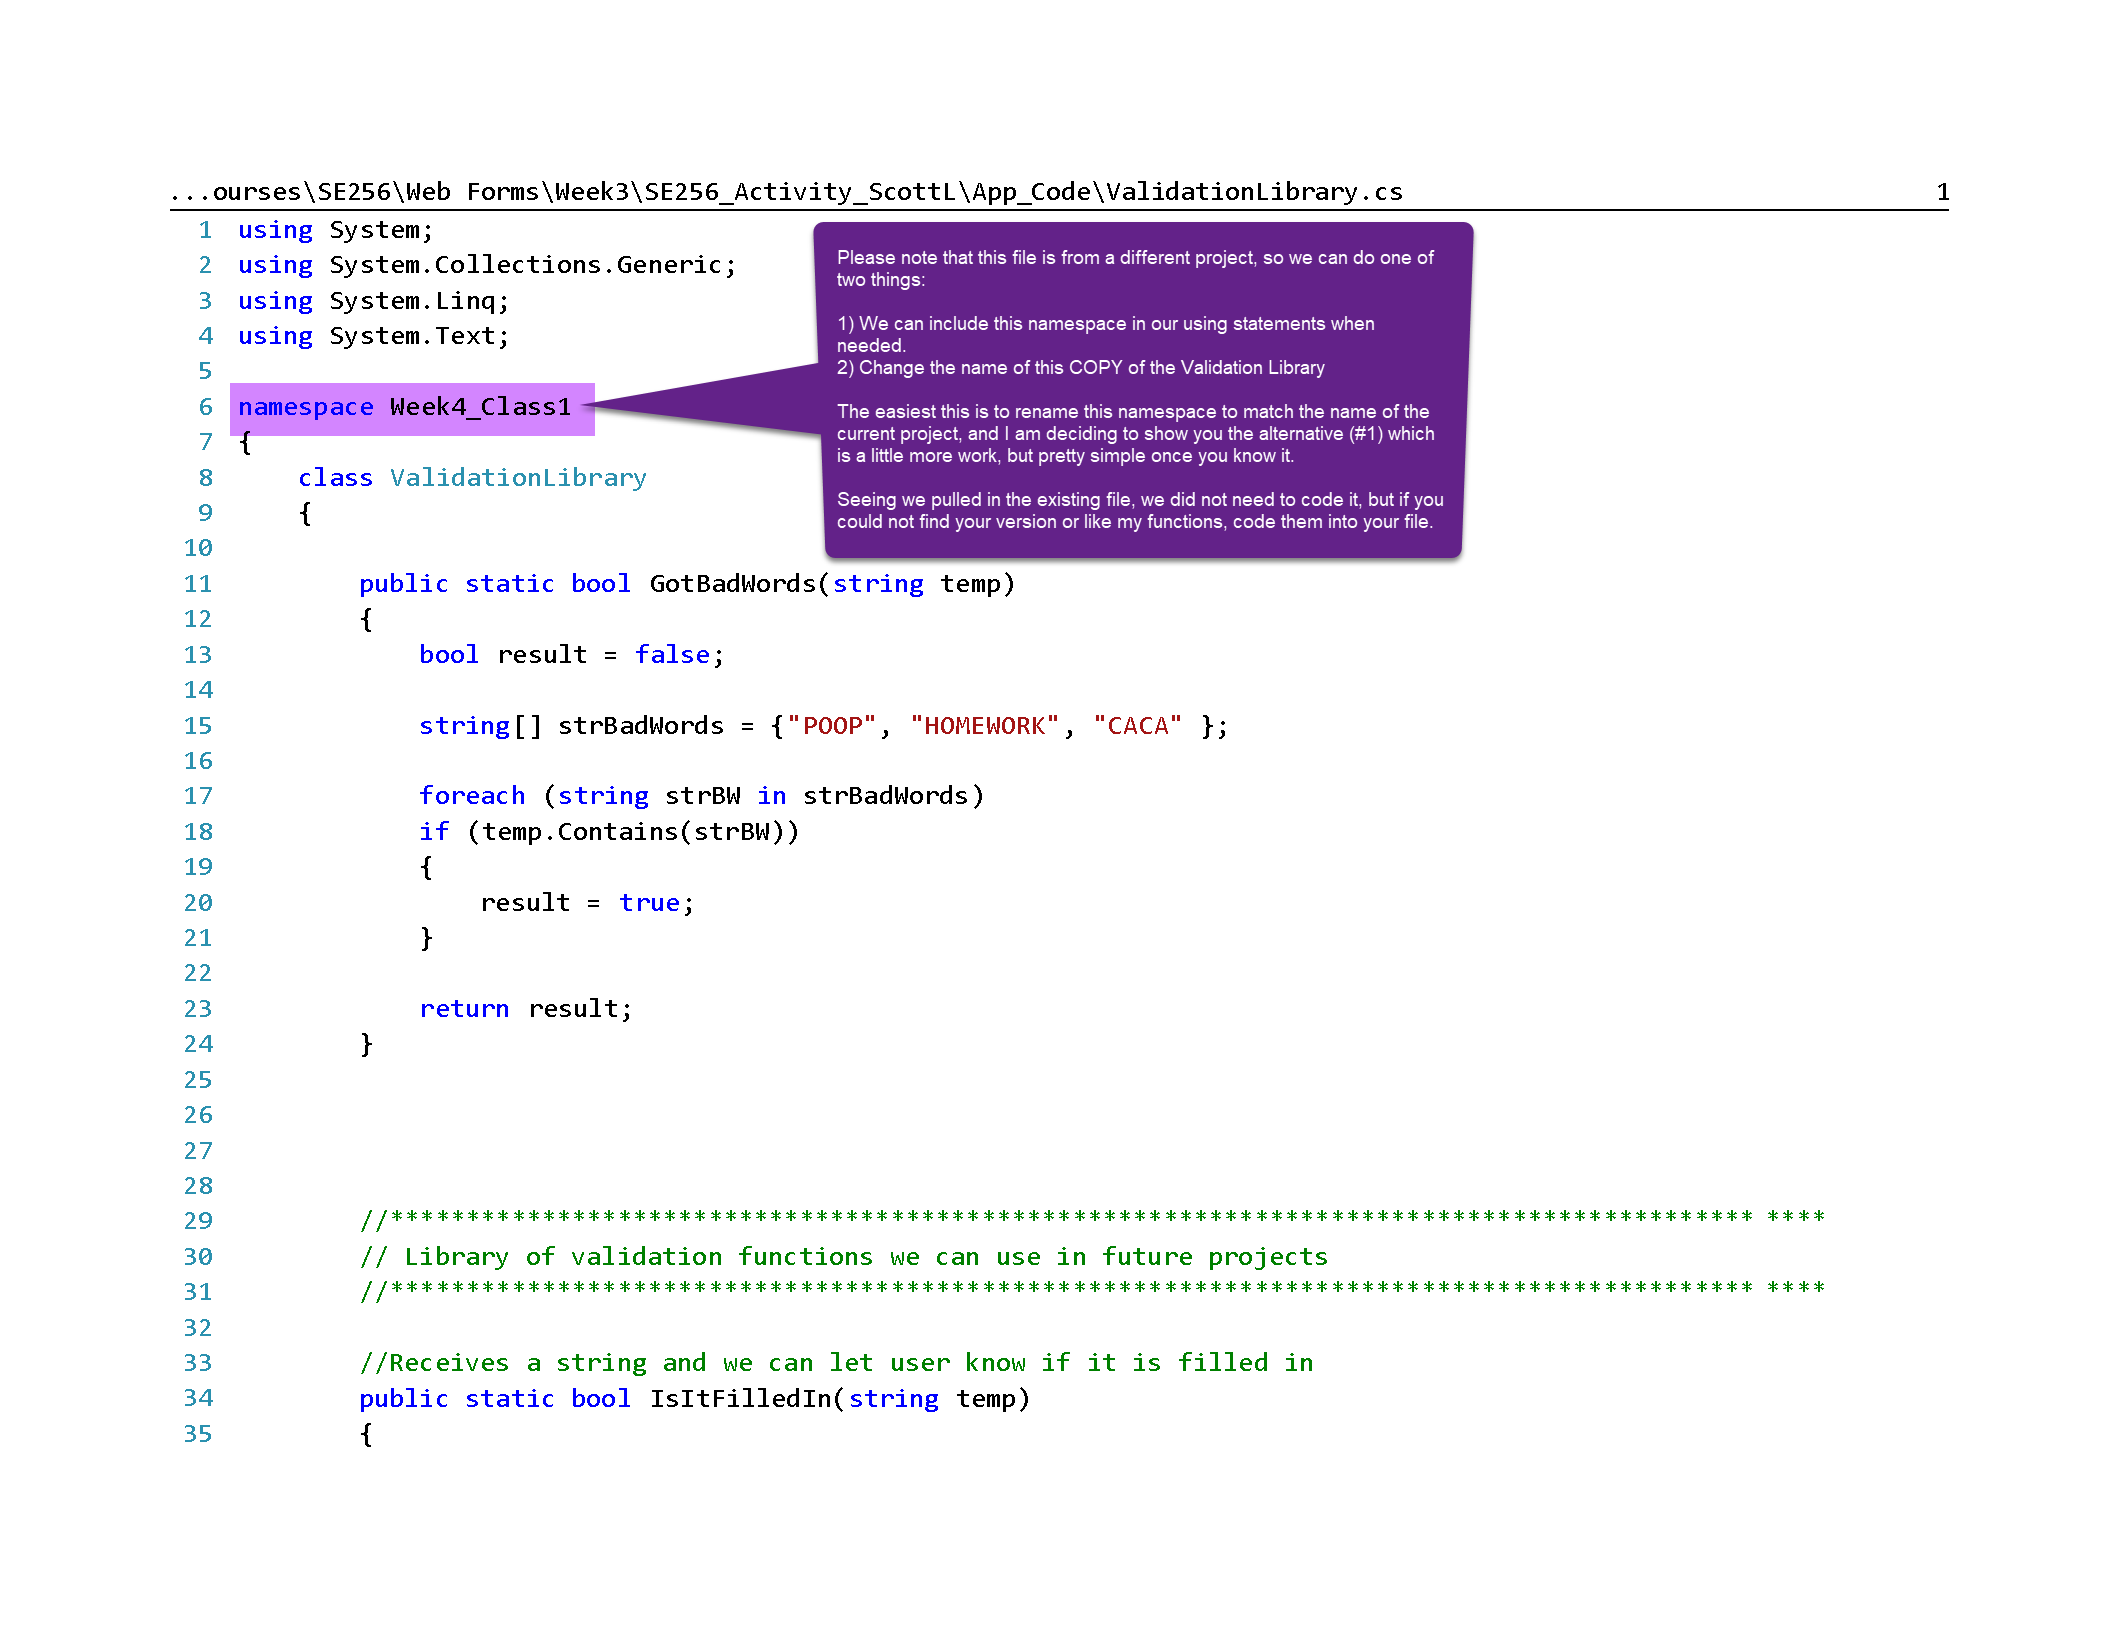 ...ourses\SE256\Web Forms\Week3\SE256_Activity_ScottL\App_Code\ValidationLibrary.cs 1
1 using System;
2 using System.Collections.Generic;
3 using System.Linq;
4 using System.Text;
5
6 namespace Week4_Class1
7 {
8 class ValidationLibrary
9 {
10
11 public static bool GotBadWords(string temp)
12 {
13 bool result = false;
14
15 string[] strBadWords = {"POOP", "HOMEWORK", "CACA" };
16
17 foreach (string strBW in strBadWords)
18 if (temp.Contains(strBW))
19 {
20 result = true;
21 }
22
23 return result;
24 }
25
26
27
28
29 //****************************************************************************************** ****
30 // Library of validation functions we can use in future projects
31 //****************************************************************************************** ****
32
33 //Receives a string and we can let user know if it is filled in
34 public static bool IsItFilledIn(string temp)
35 {
Please note that this file is from a different project, so we can do one of
two things:
1) We can include this namespace in our using statements when
needed.
2) Change the name of this COPY of the Validation Library
The easiest this is to rename this namespace to match the name of the
current project, and I am deciding to show you the alternative (#1) which
is a little more work, but pretty simple once you know it.
Seeing we pulled in the existing file, we did not need to code it, but if you
could not find your version or like my functions, code them into your file.